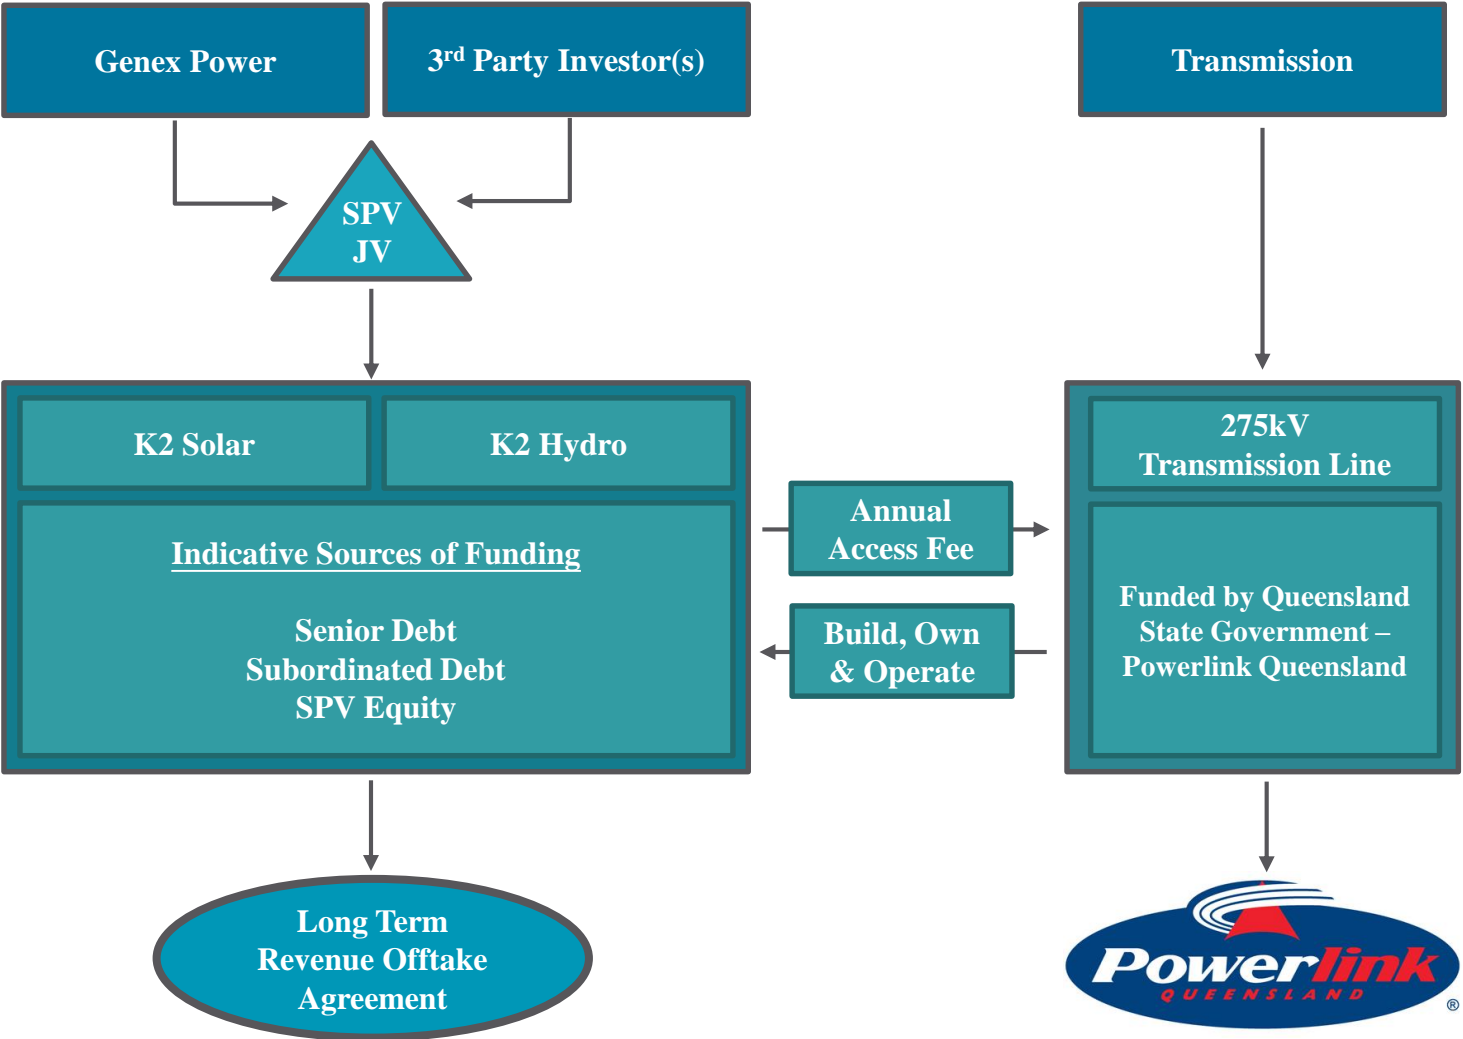 Genex Power
3rd Party Investor(s)
Transmission
SPV
JV
K2 Solar
K2 Hydro
Indicative Sources of Funding
Senior Debt
Subordinated Debt
SPV Equity
Annual
Access Fee
Build, Own
& Operate
275kV
Transmission Line
Funded by Queensland
State Government –
Powerlink Queensland
Long Term
Revenue Offtake
Agreement
Powerlink
QUEENSLAND
®